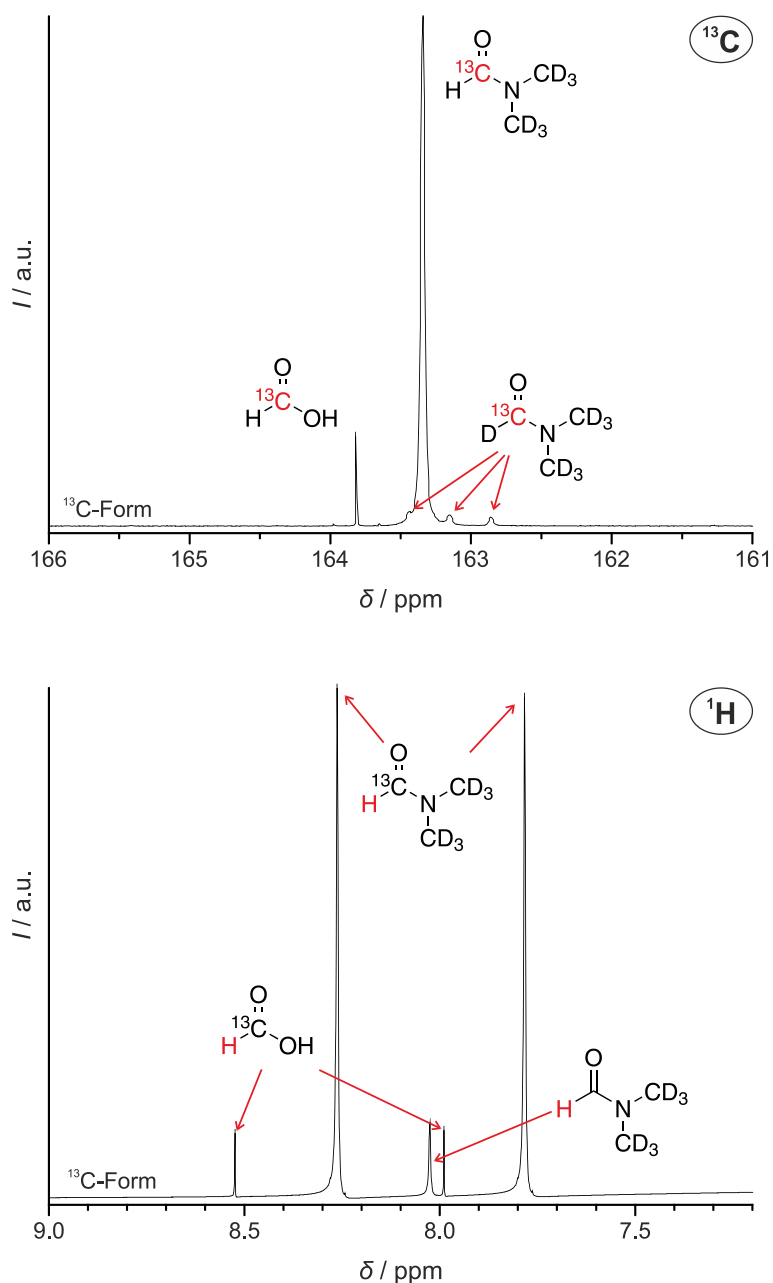 ¹³C
O
¹³C
H
N
CD₃
CD₃
O
¹³C
H
OH
O
¹³C
D
N
CD₃
CD₃
I / a.u.
¹³C-Form
166 165 164 163 162 161
δ / ppm
¹H
O
¹³C
H
N
CD₃
CD₃
O
¹³C
H
OH
O
H
N
CD₃
CD₃
I / a.u.
¹³C-Form
9.0 8.5 8.0 7.5
δ / ppm